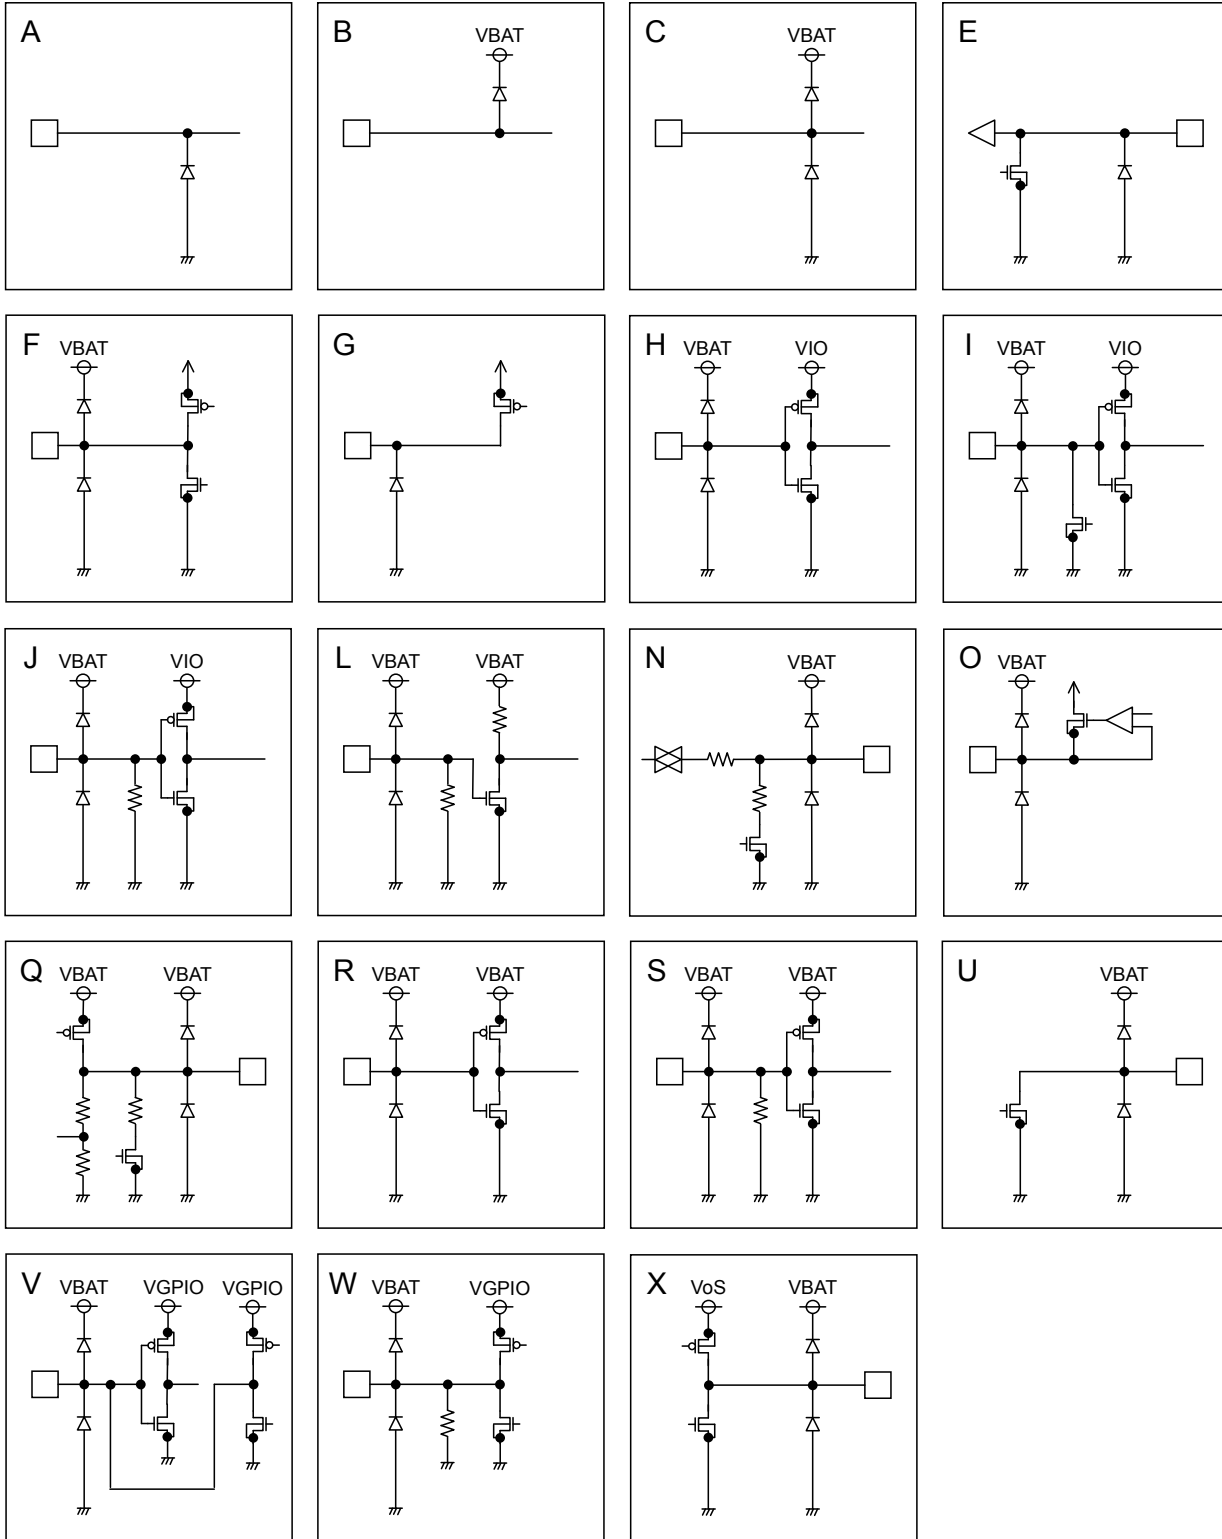 A
B VBAT
C VBAT
E
F VBAT
G
H VBAT VIO
I VBAT VIO
J VBAT VIO
L VBAT VBAT
N VBAT
O VBAT
Q VBAT VBAT
R VBAT VBAT
S VBAT VBAT
U VBAT
V VBAT VGPIO VGPIO
W VBAT VGPIO
X VoS VBAT